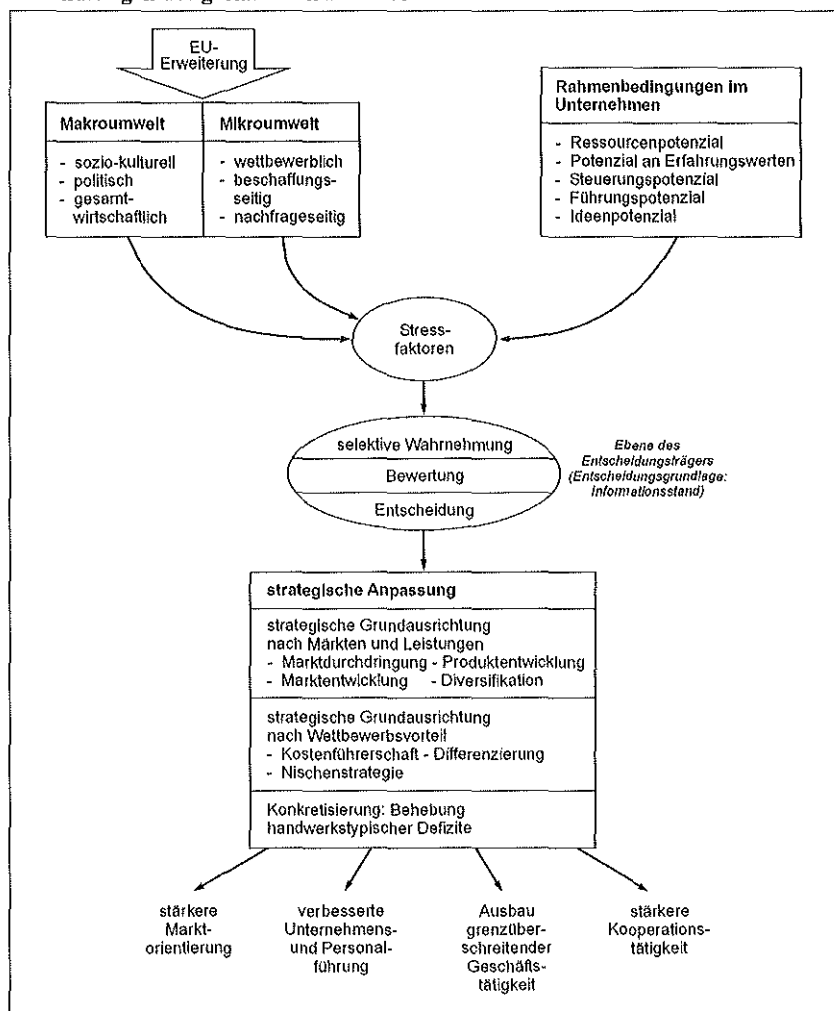 EU-
Erweiterung
Makroumwelt
- sozio-kulturell
- politisch
- gesamt-
wirtschaftlich
Mikroumwelt
- wettbewerblich
- beschaffungs-
seitig
- nachfrageseitig
Rahmenbedingungen im
Unternehmen
- Ressourcenpotenzial
- Potenzial an Erfahrungswerten
- Steuerungspotenzial
- Führungspotenzial
- Ideenpotenzial
Stress-
faktoren
selektive Wahrnehmung
Bewertung
Entscheidung
Ebene des
Entscheidungsträgers
(Entscheidungsgrundlage:
Informationsstand)
strategische Anpassung
strategische Grundausrichtung
nach Märkten und Leistungen
- Marktdurchdringung - Produktentwicklung
- Marktentwicklung - Diversifikation
strategische Grundausrichtung
nach Wettbewerbsvorteil
- Kostenführerschaft - Differenzierung
- Nischenstrategie
Konkretisierung: Behebung
handwerkstypischer Defizite
stärkere
Markt-
orientierung
verbesserte
Unternehmens-
und Personal-
führung
Ausbau
grenzüber-
schreitender
Geschäfts-
tätigkeit
stärkere
Kooperations-
tätigkeit